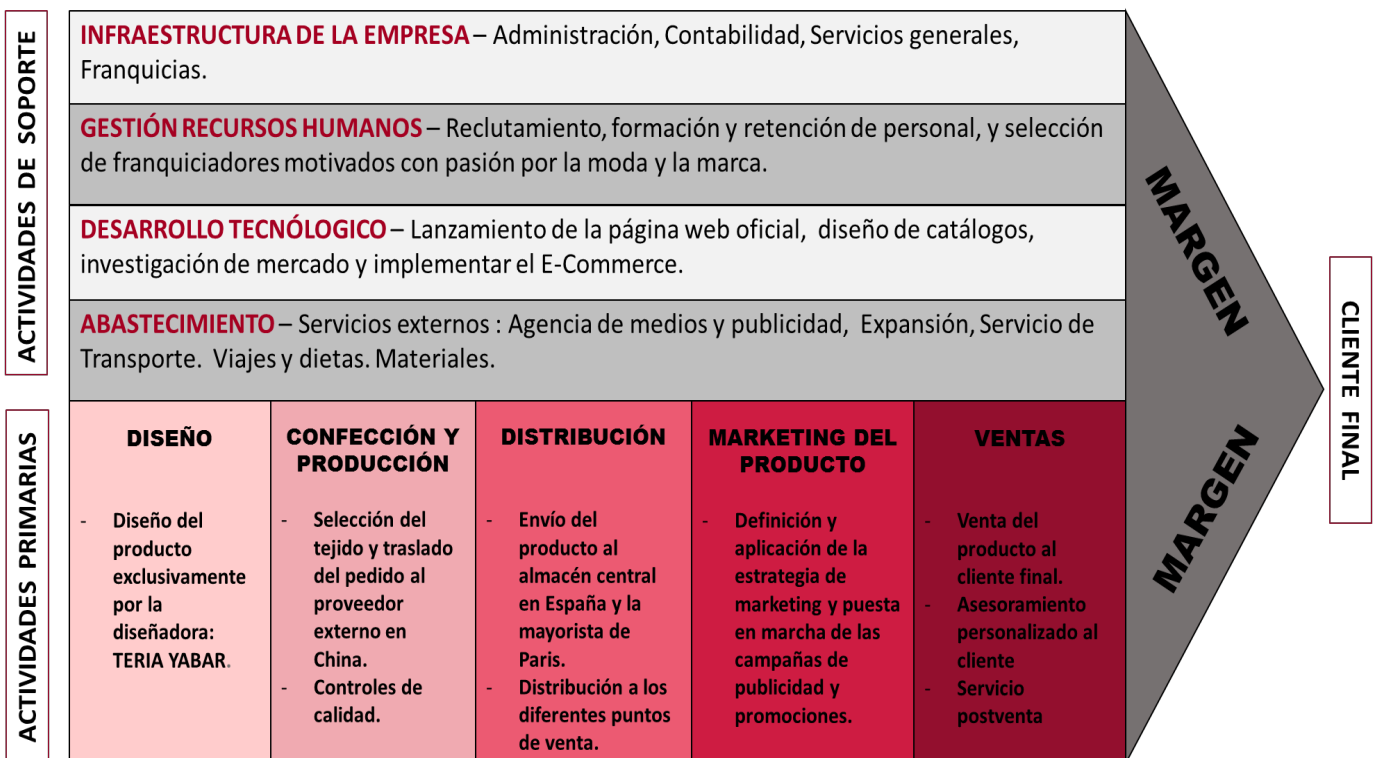 ACTIVIDADES DE SOPORTE
INFRAESTRUCTURA DE LA EMPRESA – Administración, Contabilidad, Servicios generales,
Franquicias.
GESTIÓN RECURSOS HUMANOS – Reclutamiento, formación y retención de personal, y selección
de franquiciadores motivados con pasión por la moda y la marca.
DESARROLLO TECNÓLOGICO – Lanzamiento de la página web oficial, diseño de catálogos,
investigación de mercado y implementar el E-Commerce.
ABASTECIMIENTO – Servicios externos : Agencia de medios y publicidad, Expansión, Servicio de
Transporte. Viajes y dietas. Materiales.
ACTIVIDADES PRIMARIAS
DISEÑO
- Diseño del
producto
exclusivamente
por la
diseñadora:
TERIA YABAR.
CONFECCIÓN Y
PRODUCCIÓN
- Selección del
tejido y traslado
del pedido al
proveedor
externo en
China.
- Controles de
calidad.
DISTRIBUCIÓN
- Envío del
producto al
almacén central
en España y la
mayorista de
Paris.
- Distribución a los
diferentes puntos
de venta.
MARKETING DEL
PRODUCTO
- Definición y
aplicación de la
estrategia de
marketing y puesta
en marcha de las
campañas de
publicidad y
promociones.
VENTAS
- Venta del
producto al
cliente final.
- Asesoramiento
personalizado al
cliente
- Servicio
postventa
MARGEN
MARGEN
CLIENTE FINAL